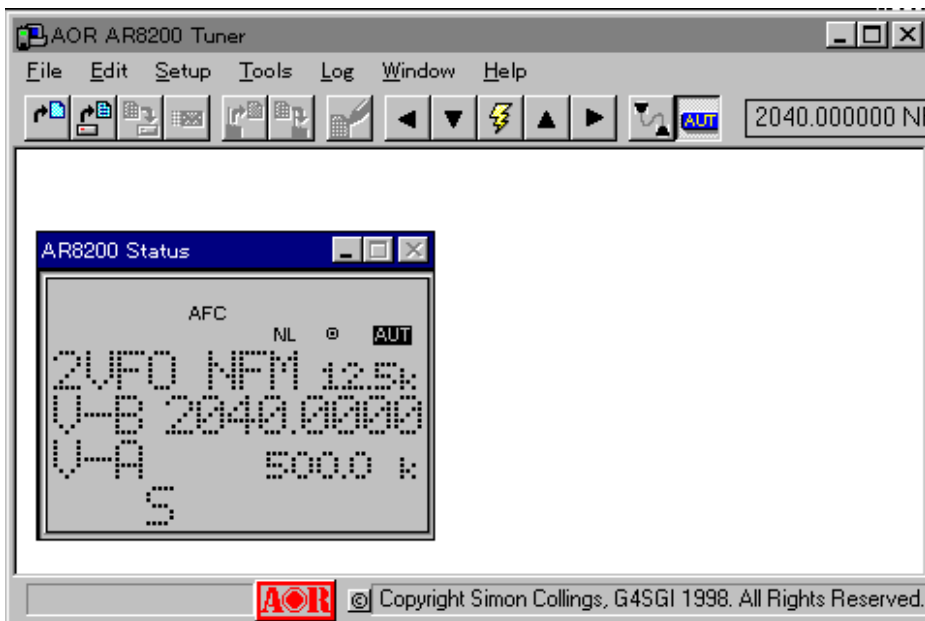 AOR AR8200 Tuner
File Edit Setup Tools Log Window Help
AUT 2040.000000 N
AR8200 Status
AFC
NL AUT
2VFO NFM 12.5k
V-B 2040.0000
V-A 500.0 k
S
AOR © Copyright Simon Collings, G4SGI 1998. All Rights Reserved.